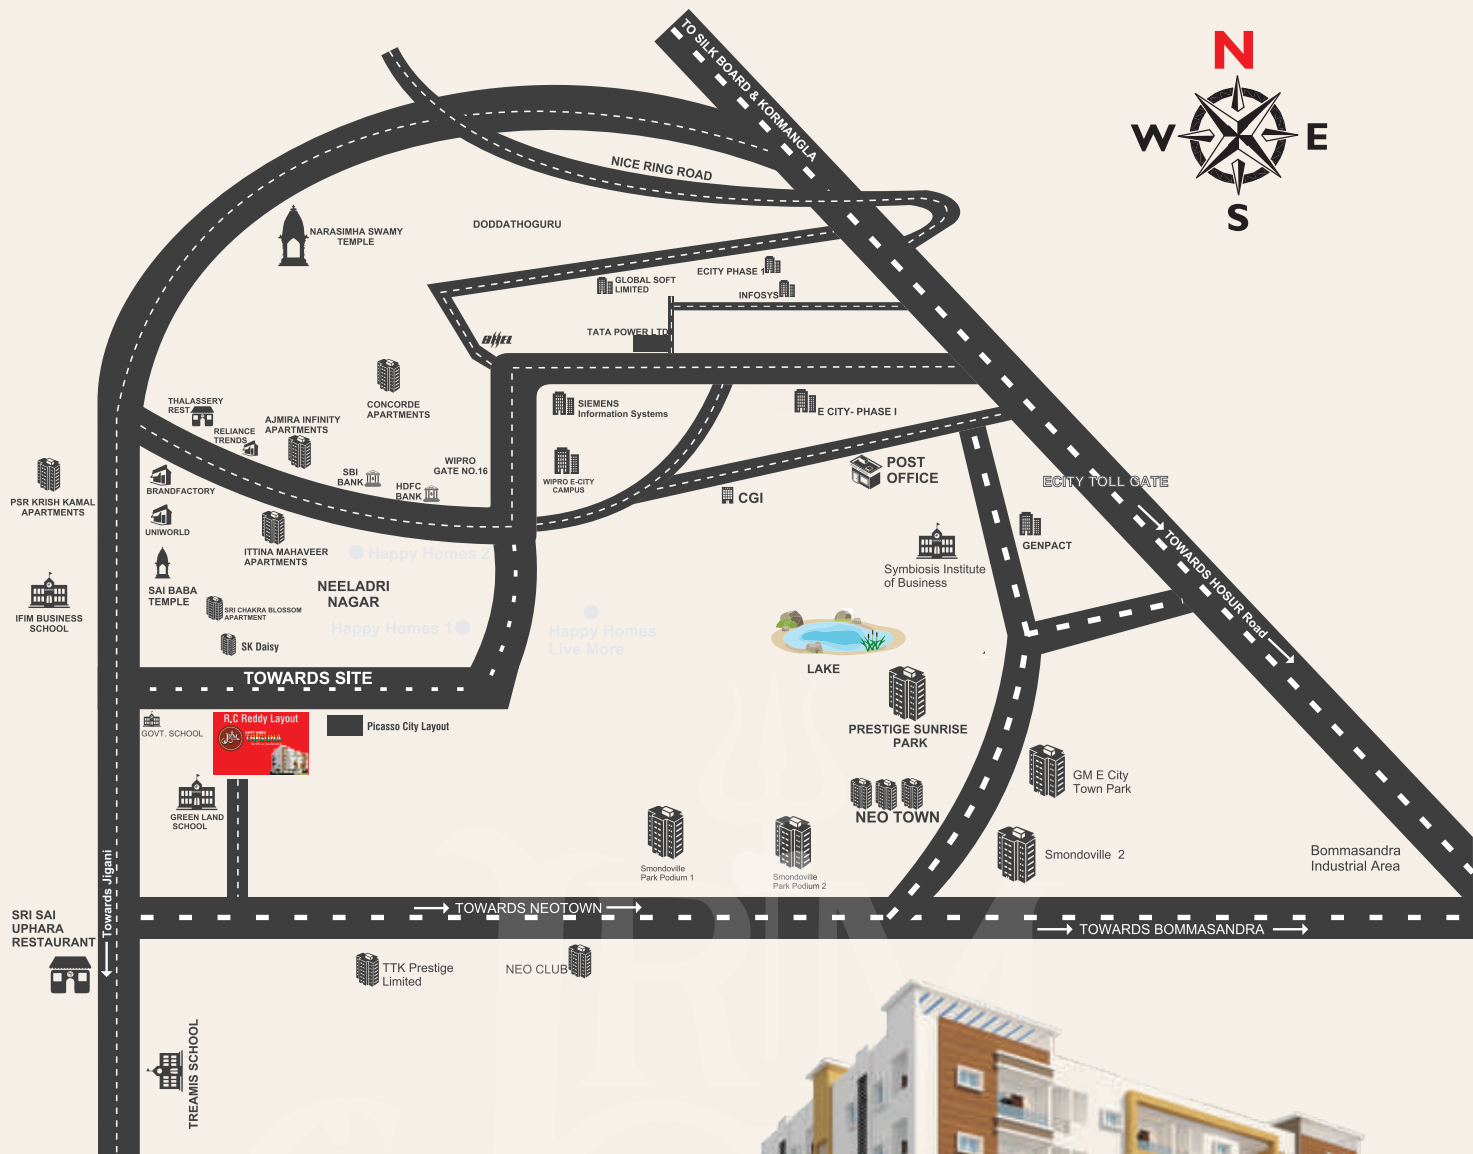 TO SILK BOARD & KORMANGLA
N
W
E
S
NICE RING ROAD
NARASIMHA SWAMY
TEMPLE
DODDATHOGURU
ECITY PHASE 1
GLOBAL SOFT
LIMITED
INFOSYS
TATA POWER LTD
BHEL
THALASSERY
REST.
RELIANCE
TRENDS
AJMIRA INFINITY
APARTMENTS
CONCORDE
APARTMENTS
SIEMENS
Information Systems
E CITY- PHASE I
WIPRO
GATE NO.16
SBI
BANK
HDFC
BANK
WIPRO E-CITY
CAMPUS
POST
OFFICE
CGI
ECITY TOLL GATE
PSR KRISH KAMAL
APARTMENTS
BRANDFACTORY
UNIWORLD
ITTINA MAHAVEER
APARTMENTS
Happy Homes 2
GENPACT
TOWARDS HOSUR Road
Symbiosis Institute
of Business
SAI BABA
TEMPLE
NEELADRI
NAGAR
SRI CHAKRA BLOSSOM
APARTMENT
IFIM BUSINESS
SCHOOL
Happy Homes 1
Happy Homes
Live More
SK Daisy
LAKE
TOWARDS SITE
GOVT. SCHOOL
R.C Reddy Layout
Picasso City Layout
PRESTIGE SUNRISE
PARK
GM E City
Town Park
NEO TOWN
GREEN LAND
SCHOOL
Smondoville
Park Podium 1
Smondoville
Park Podium 2
Smondoville 2
Bommasandra
Industrial Area
Towards Jigani
TOWARDS NEOTOWN
TOWARDS BOMMASANDRA
SRI SAI
UPHARA
RESTAURANT
TTK Prestige
Limited
NEO CLUB
TREAMIS SCHOOL